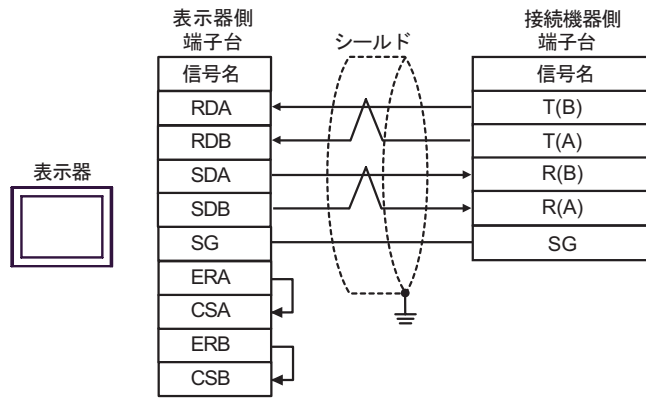 表示器側
端子台
シールド
接続機器側
端子台
信号名
信号名
RDA
T(B)
RDB
T(A)
SDA
R(B)
SDB
R(A)
SG
SG
ERA
CSA
ERB
CSB
表示器